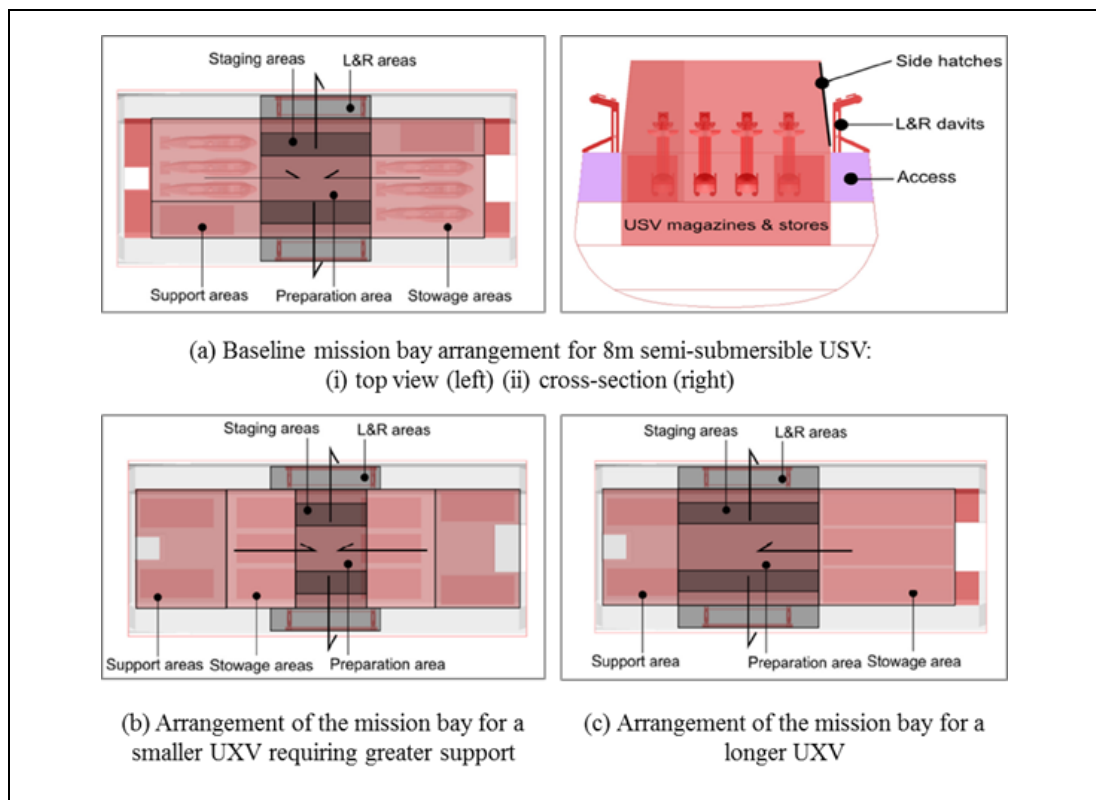 Staging areas
L&R areas
Support areas
Preparation area
Stowage areas
Side hatches
L&R davits
Access
USV magazines & stores
(a) Baseline mission bay arrangement for 8m semi-submersible USV:
(i) top view (left) (ii) cross-section (right)
Staging areas
L&R areas
Support areas
Stowage areas
Preparation area
(b) Arrangement of the mission bay for a
smaller UXV requiring greater support
Staging areas
L&R areas
Support area
Preparation area
Stowage area
(c) Arrangement of the mission bay for a
longer UXV